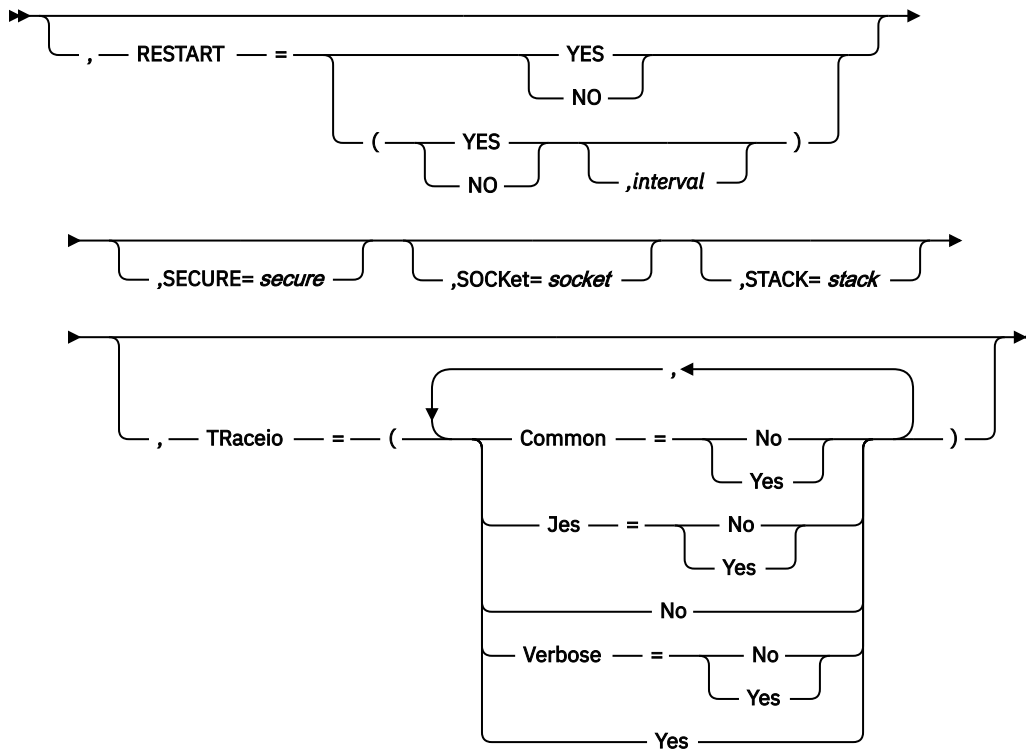 , RESTART = YES
NO
( YES )
NO ,interval
,SECURE= secure ,SOCKet= socket ,STACK= stack
,
, TRaceio = ( Common = No )
Yes
Jes = No
Yes
No
Verbose = No
Yes
Yes